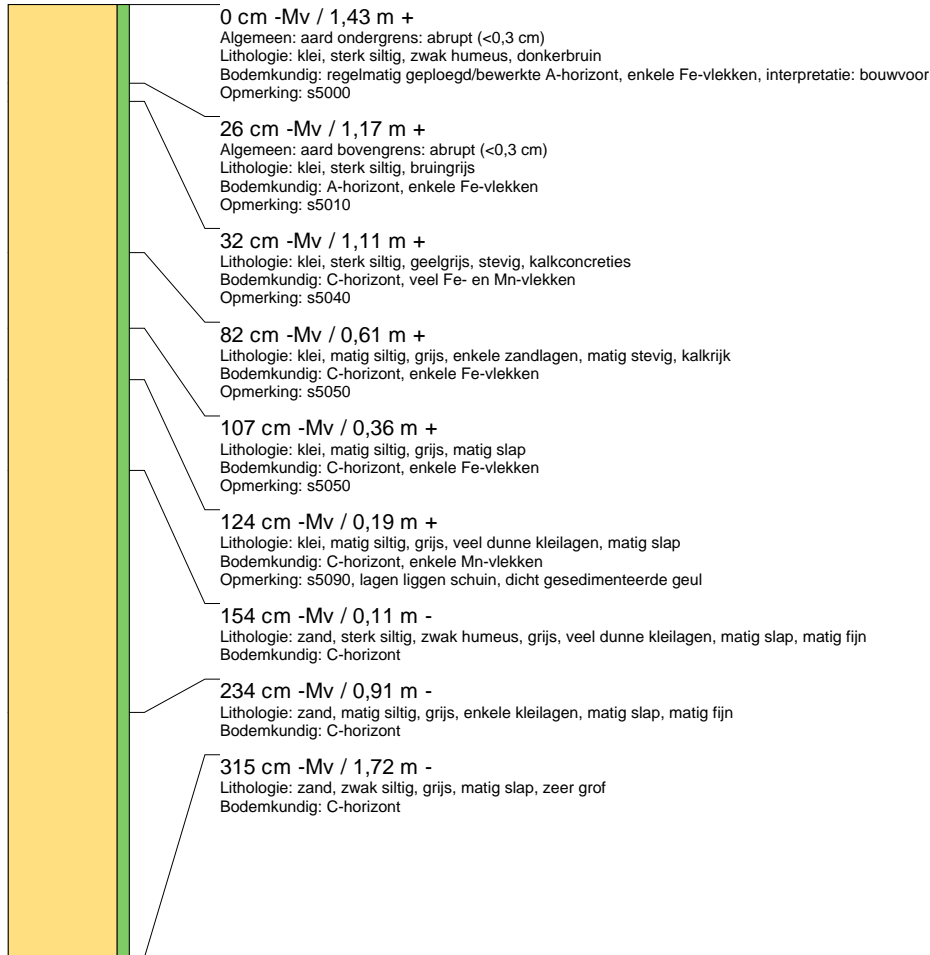 0 cm -Mv / 1,43 m +
Algemeen: aard ondergrens: abrupt (<0,3 cm)
Lithologie: klei, sterk siltig, zwak humeus, donkerbruin
Bodemkundig: regelmatig geploegd/bewerkte A-horizont, enkele Fe-vlekken, interpretatie: bouwvoor
Opmerking: s5000
26 cm -Mv / 1,17 m +
Algemeen: aard bovengrens: abrupt (<0,3 cm)
Lithologie: klei, sterk siltig, bruingrijs
Bodemkundig: A-horizont, enkele Fe-vlekken
Opmerking: s5010
32 cm -Mv / 1,11 m +
Lithologie: klei, sterk siltig, geelgrijs, stevig, kalkconcreties
Bodemkundig: C-horizont, veel Fe- en Mn-vlekken
Opmerking: s5040
82 cm -Mv / 0,61 m +
Lithologie: klei, matig siltig, grijs, enkele zandlagen, matig stevig, kalkrijk
Bodemkundig: C-horizont, enkele Fe-vlekken
Opmerking: s5050
107 cm -Mv / 0,36 m +
Lithologie: klei, matig siltig, grijs, matig slap
Bodemkundig: C-horizont, enkele Fe-vlekken
Opmerking: s5050
124 cm -Mv / 0,19 m +
Lithologie: klei, matig siltig, grijs, veel dunne kleilagen, matig slap
Bodemkundig: C-horizont, enkele Mn-vlekken
Opmerking: s5090, lagen liggen schuin, dicht gesedimenteerde geul
154 cm -Mv / 0,11 m -
Lithologie: zand, sterk siltig, zwak humeus, grijs, veel dunne kleilagen, matig slap, matig fijn
Bodemkundig: C-horizont
234 cm -Mv / 0,91 m -
Lithologie: zand, matig siltig, grijs, enkele kleilagen, matig slap, matig fijn
Bodemkundig: C-horizont
315 cm -Mv / 1,72 m -
Lithologie: zand, zwak siltig, grijs, matig slap, zeer grof
Bodemkundig: C-horizont